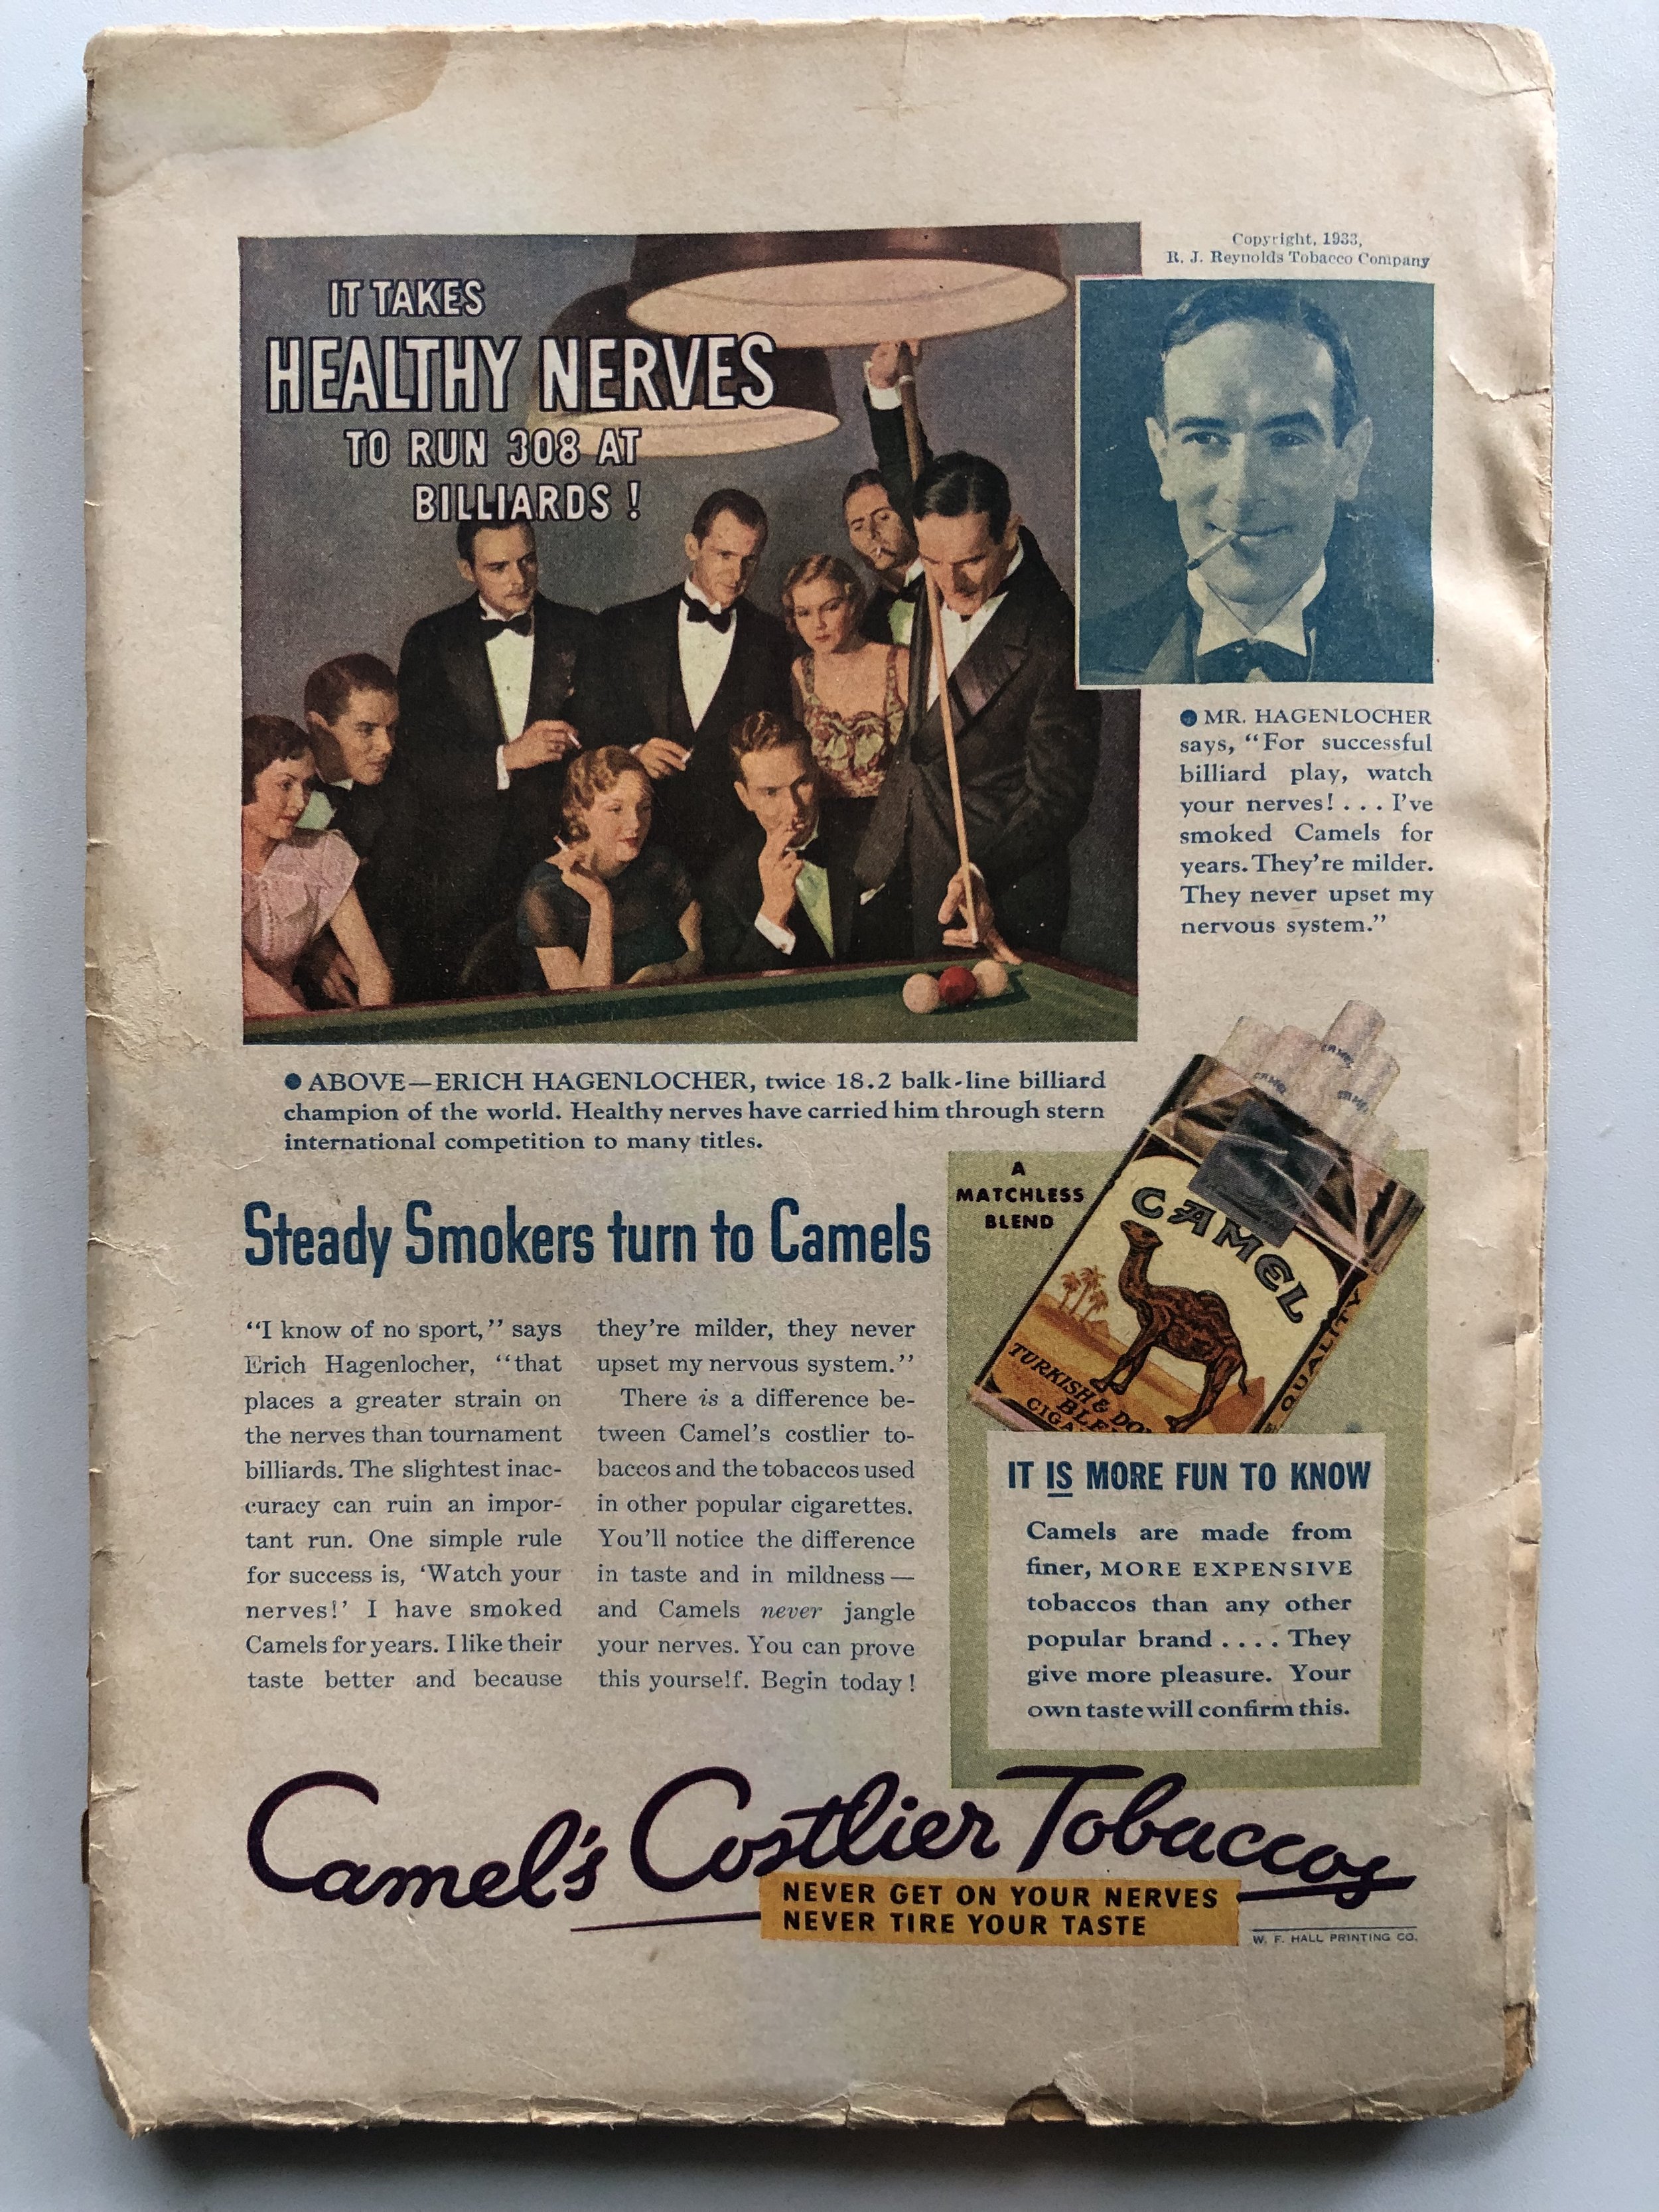 Copyright, 1933,
R. J. Reynolds Tobacco Company
IT TAKES
HEALTHY NERVES
TO RUN 308 AT
BILLIARDS !
● MR. HAGENLOCHER
says, “For successful
billiard play, watch
your nerves! . . . I’ve
smoked Camels for
years. They’re milder.
They never upset my
nervous system.”
● ABOVE—ERICH HAGENLOCHER, twice 18.2 balk-line billiard
champion of the world. Healthy nerves have carried him through stern
international competition to many titles.
Steady Smokers turn to Camels
“I know of no sport,” says
Erich Hagenlocher, “that
places a greater strain on
the nerves than tournament
billiards. The slightest inac-
curacy can ruin an impor-
tant run. One simple rule
for success is, ‘Watch your
nerves!’ I have smoked
Camels for years. I like their
taste better and because
they’re milder, they never
upset my nervous system.”
There is a difference be-
tween Camel’s costlier to-
baccos and the tobaccos used
in other popular cigarettes.
You’ll notice the difference
in taste and in mildness —
and Camels never jangle
your nerves. You can prove
this yourself. Begin today !
A
MATCHLESS
BLEND
CAMEL
CAMEL
CAMEL
CAMEL
TURKISH & DO
BLE
CIGA
QUALITY
IT IS MORE FUN TO KNOW
Camels are made from
finer, MORE EXPENSIVE
tobaccos than any other
popular brand . . . . They
give more pleasure. Your
own taste will confirm this.
Camel’s Costlier Tobaccos
NEVER GET ON YOUR NERVES
NEVER TIRE YOUR TASTE
W. F. HALL PRINTING CO.